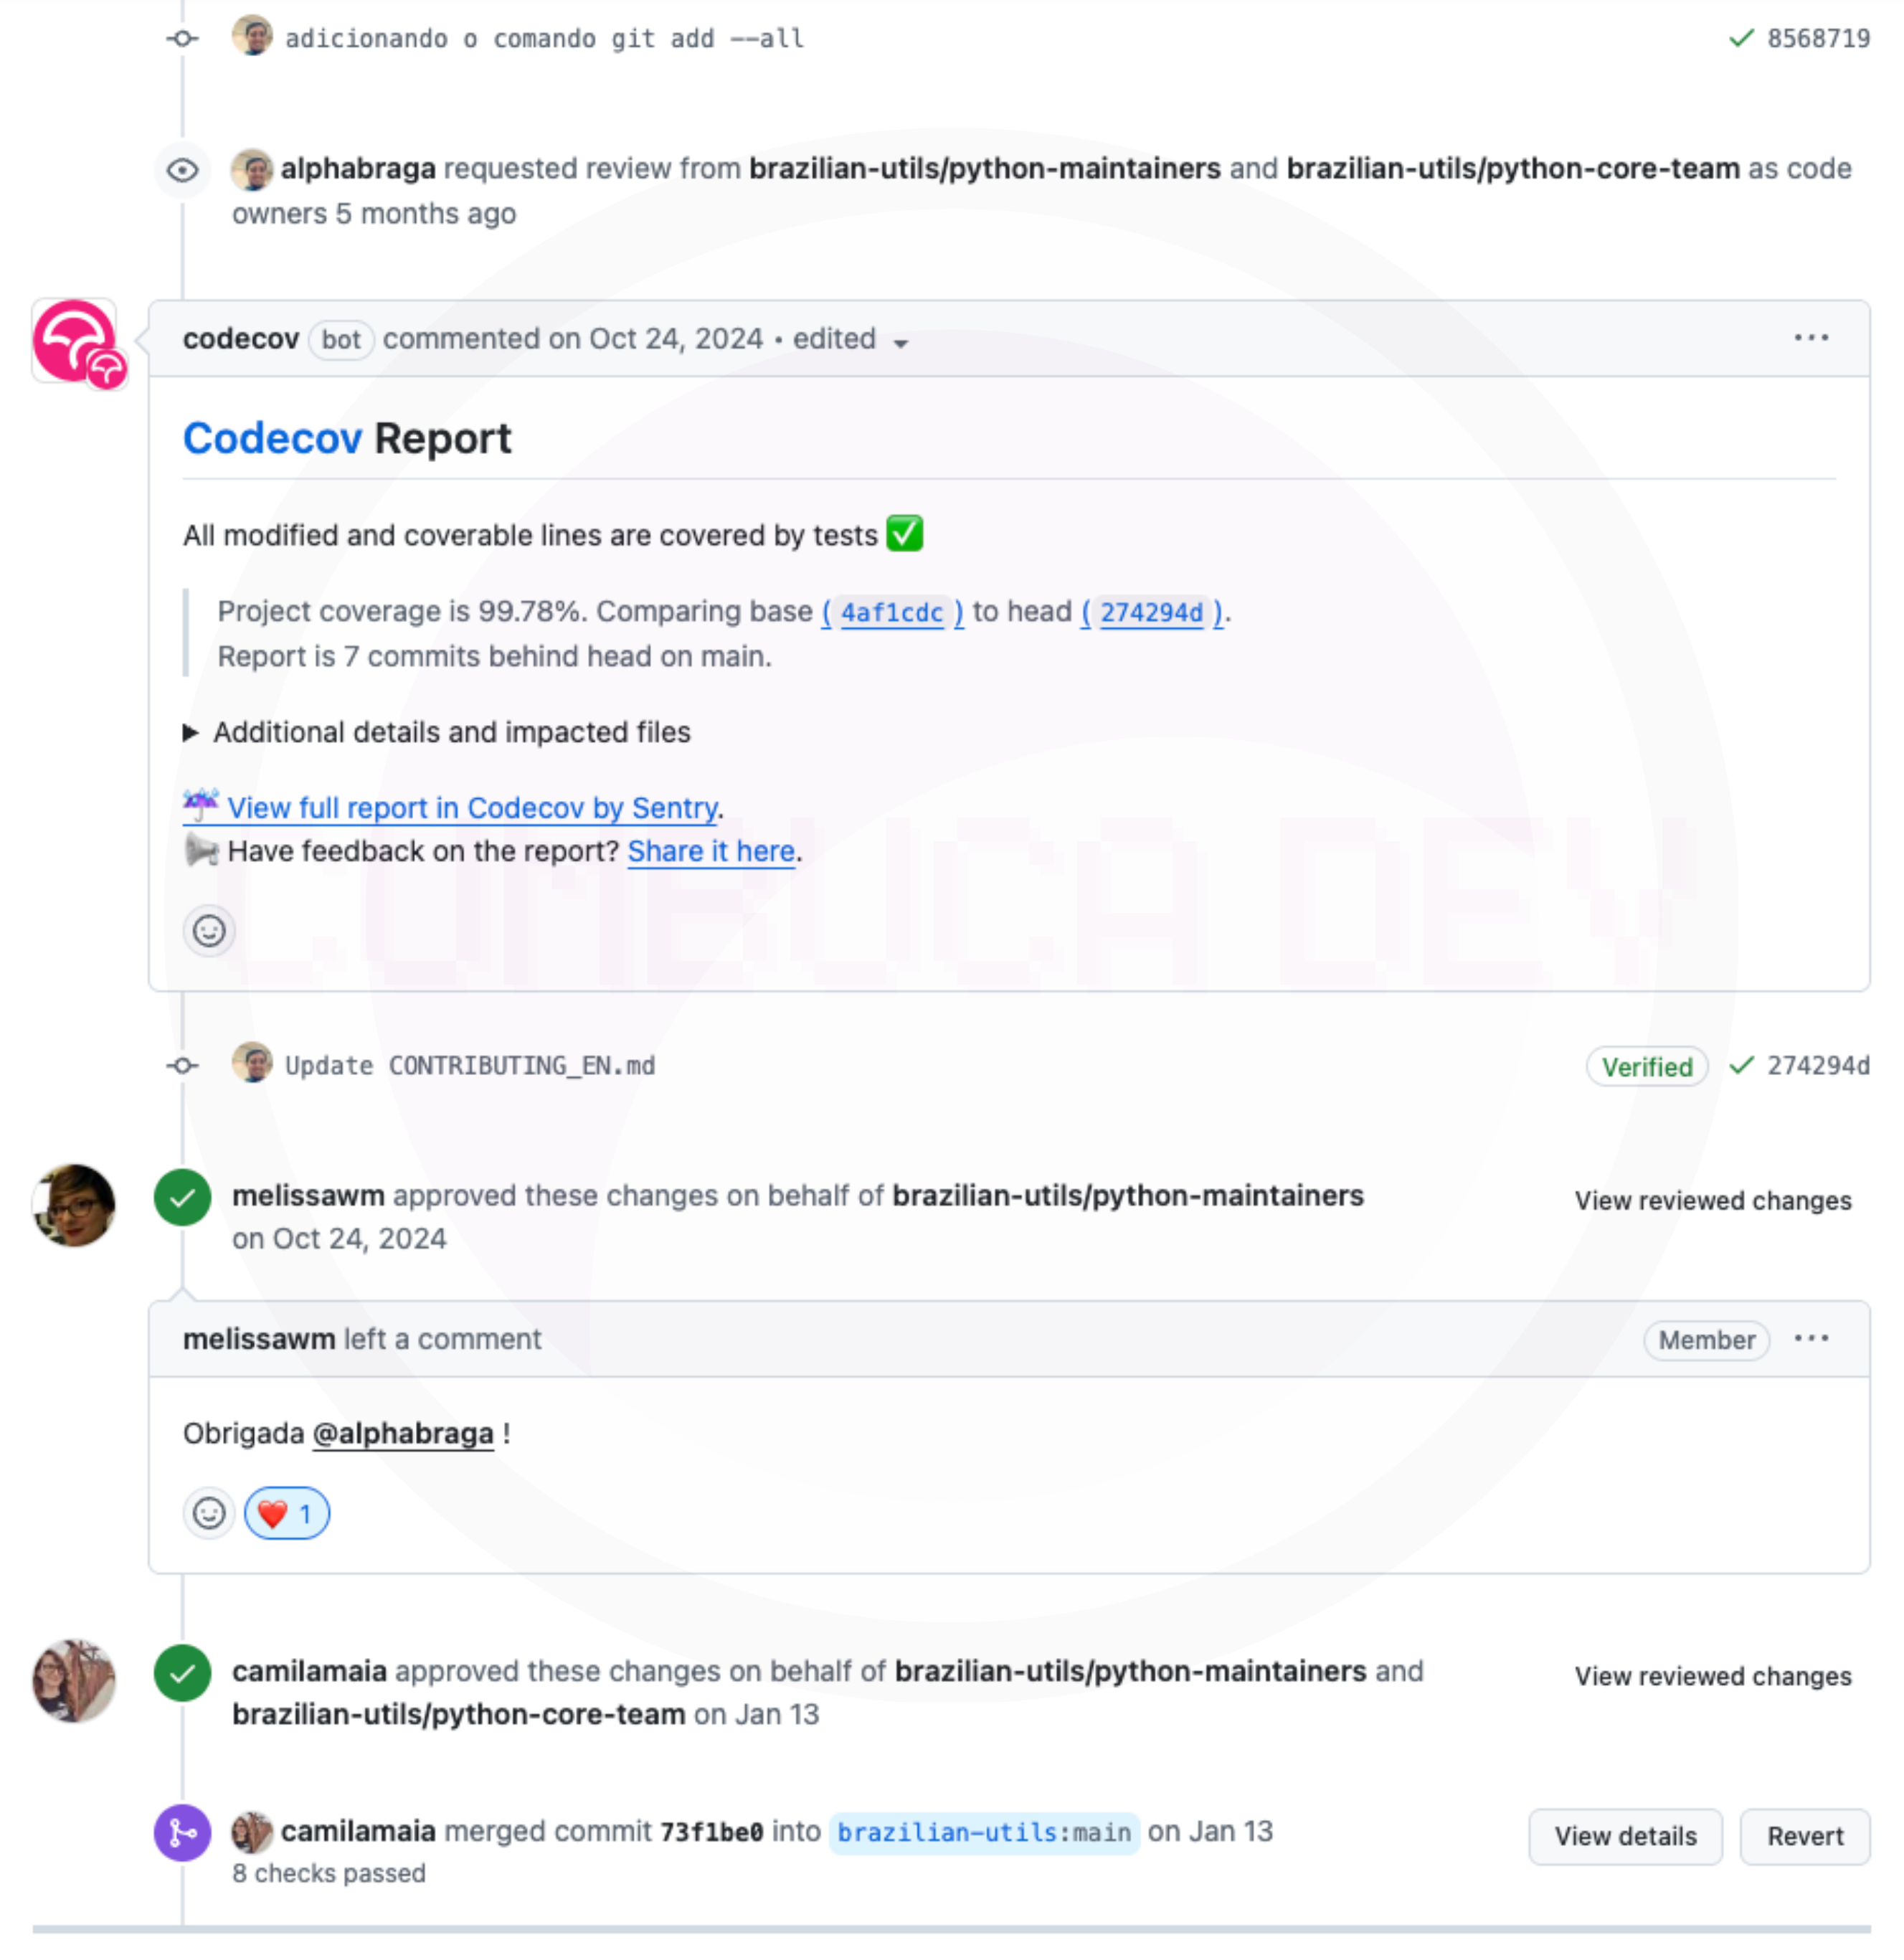 adicionando o comando git add --all 8568719
alphabraga requested review from brazilian-utils/python-maintainers and brazilian-utils/python-core-team as code
owners 5 months ago
codecov bot commented on Oct 24, 2024 • edited
Codecov Report
All modified and coverable lines are covered by tests ✅
Project coverage is 99.78%. Comparing base ( 4af1cdc ) to head ( 274294d ).
Report is 7 commits behind head on main.
Additional details and impacted files
View full report in Codecov by Sentry.
Have feedback on the report? Share it here.
COMBUCA DEV
Update CONTRIBUTING_EN.md Verified 274294d
melissawm approved these changes on behalf of brazilian-utils/python-maintainers View reviewed changes
on Oct 24, 2024
melissawm left a comment Member
Obrigada @alphabraga !
❤️ 1
camilamaia approved these changes on behalf of brazilian-utils/python-maintainers and View reviewed changes
brazilian-utils/python-core-team on Jan 13
camilamaia merged commit 73f1be0 into brazilian-utils:main on Jan 13 View details Revert
8 checks passed